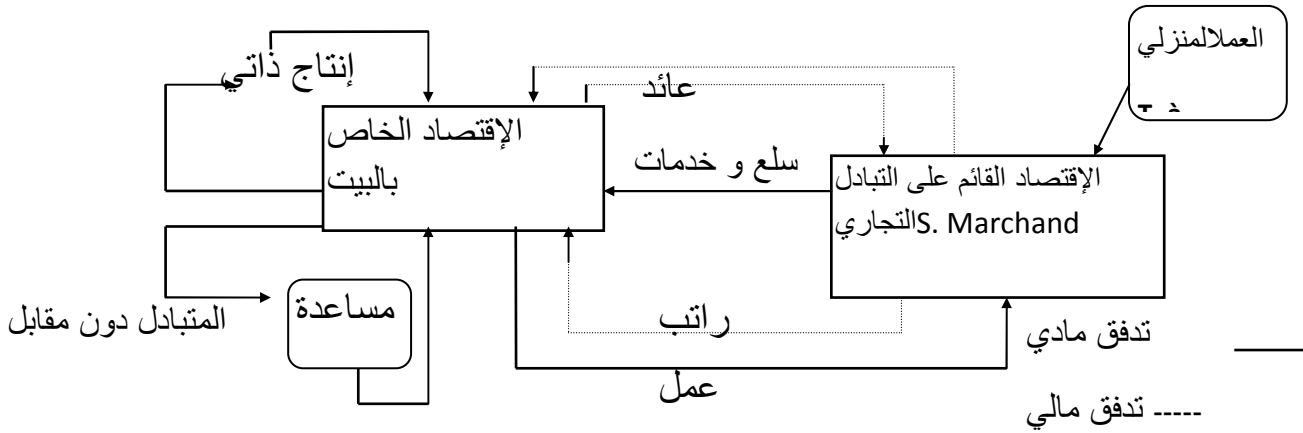 العملالمنزلي
إنتاج ذاتي
عائد
الإقتصاد الخاص
بالبيت
سلع و خدمات
الإقتصاد القائم على التبادل
التجاريS. Marchand
مساعدة
المتبادل دون مقابل
راتب
تدفق مادي
عمل
----- تدفق مالي